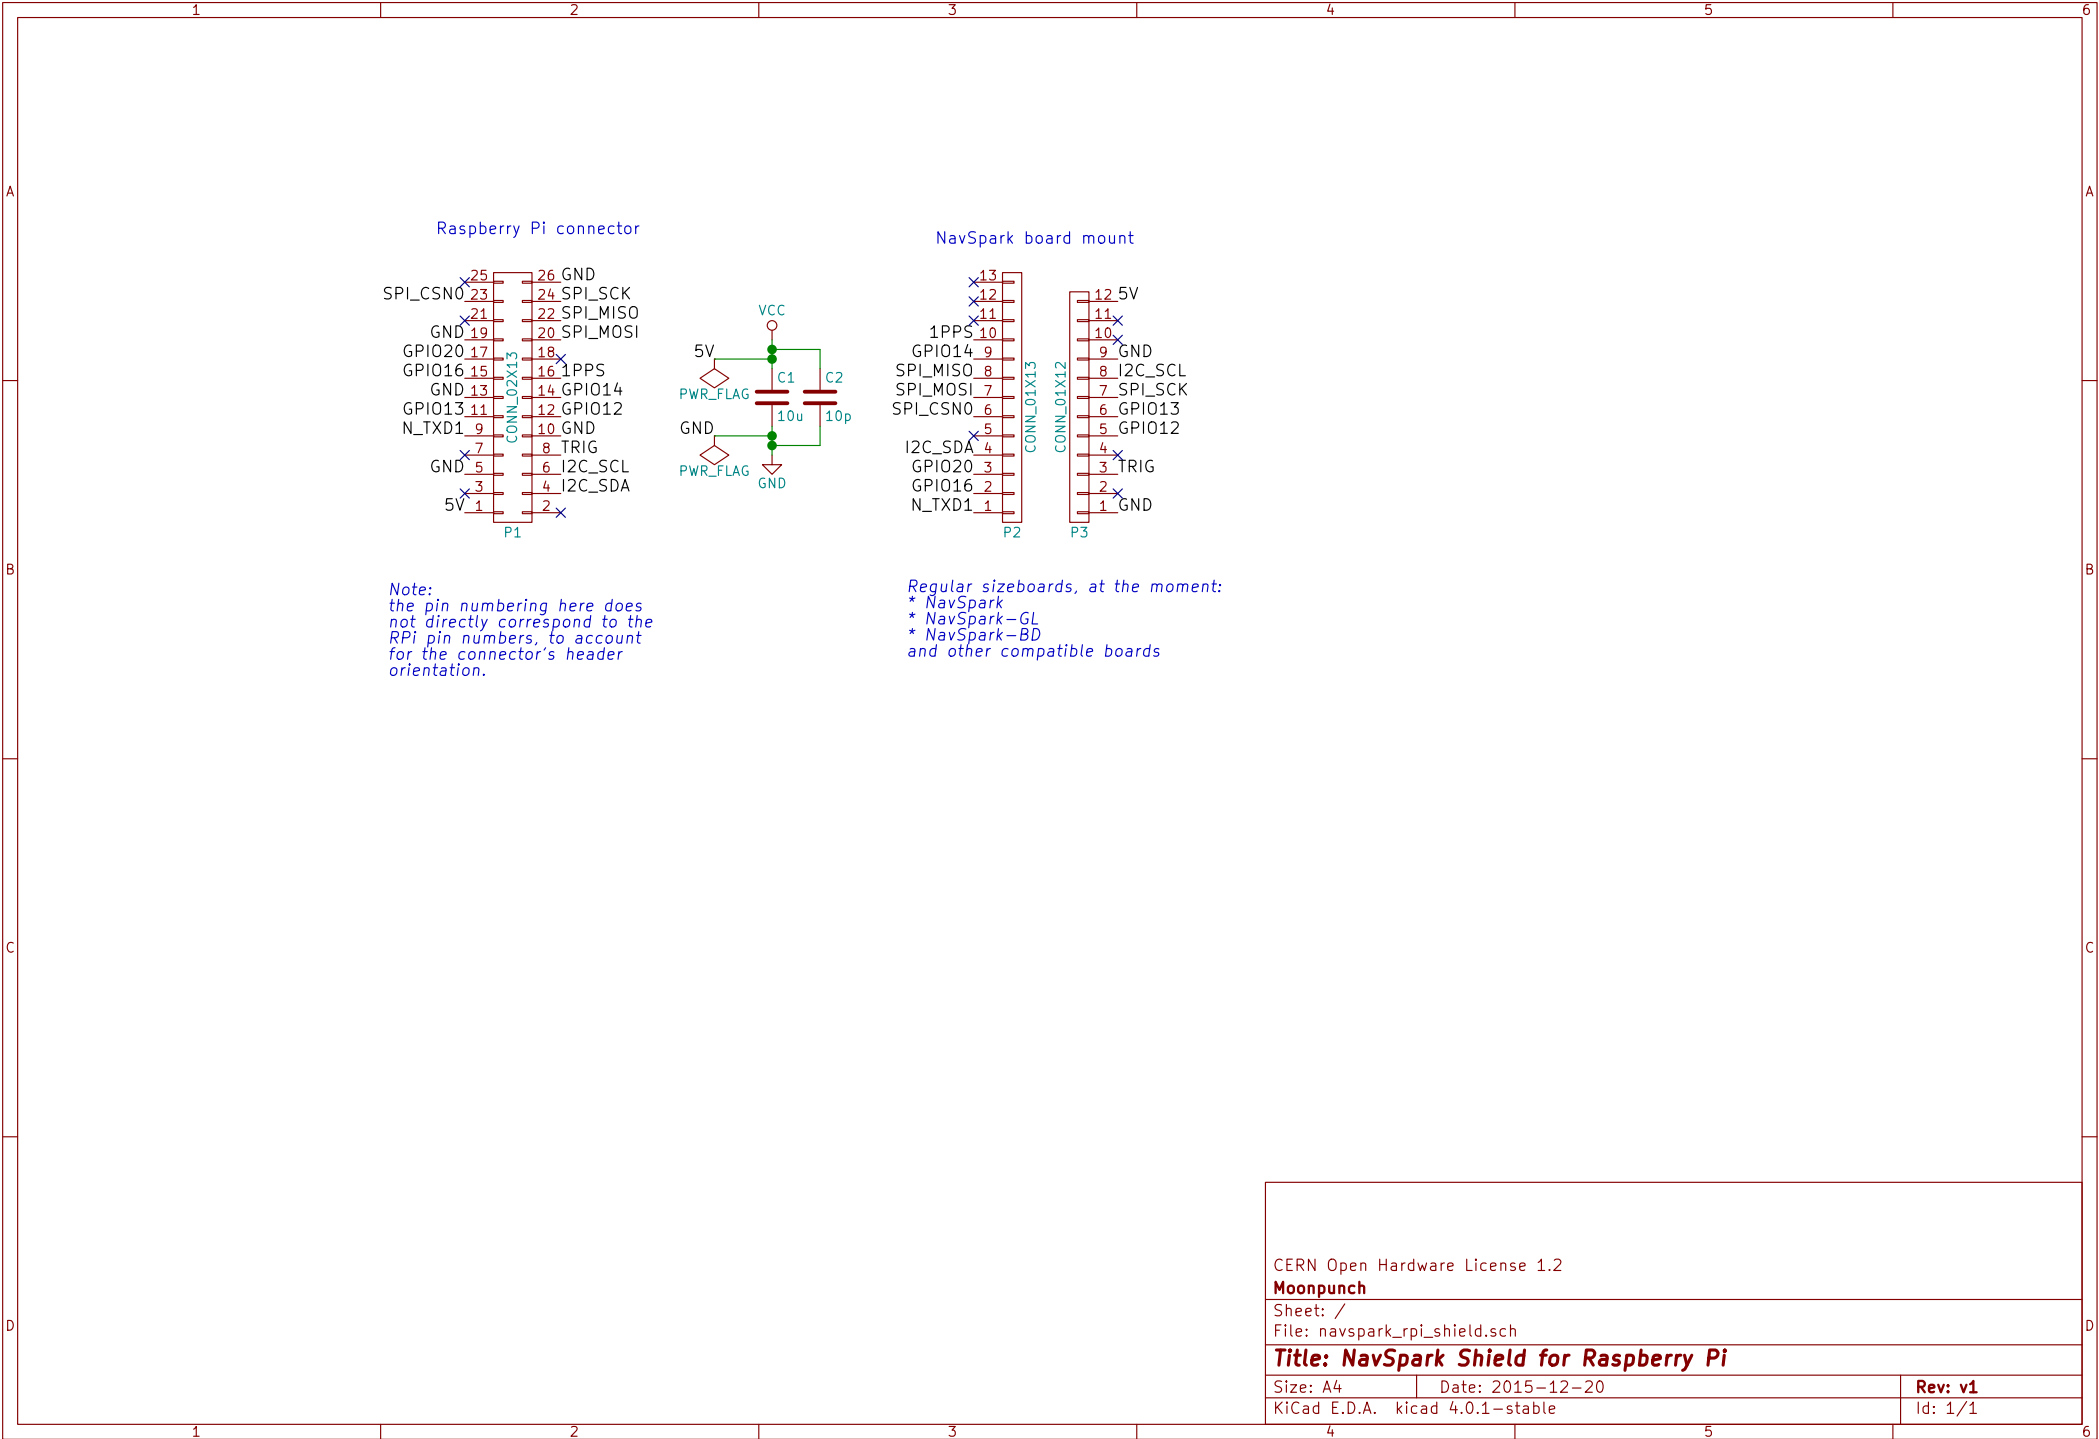 1 2 3 4 5 6
A A
Raspberry Pi connector
NavSpark board mount
25 26 GND
SPI_CSN0 23 24 SPI_SCK
21 22 SPI_MISO
GND 19 20 SPI_MOSI
GPIO20 17 18
GPIO16 15 16 1PPS
GND 13 14 GPIO14
GPIO13 11 12 GPIO12
N_TXD1 9 10 GND
7 8 TRIG
GND 5 6 I2C_SCL
3 4 I2C_SDA
5V 1 2
CONN_02X13
P1
VCC
5V
PWR_FLAG
C1 C2
10u 10p
GND
PWR_FLAG
GND
13
12
11
1PPS 10
GPIO14 9
SPI_MISO 8
SPI_MOSI 7
SPI_CSN0 6
5
I2C_SDA 4
GPIO20 3
GPIO16 2
N_TXD1 1
CONN_01X13
P2
12 5V
11
10
9 GND
8 I2C_SCL
7 SPI_SCK
6 GPIO13
5 GPIO12
4
3 TRIG
2
1 GND
CONN_01X12
P3
B B
Note:
the pin numbering here does
not directly correspond to the
RPi pin numbers, to account
for the connector's header
orientation.
Regular sizeboards, at the moment:
* NavSpark
* NavSpark-GL
* NavSpark-BD
and other compatible boards
C C
CERN Open Hardware License 1.2
Moonpunch
Sheet: /
File: navspark_rpi_shield.sch
D D
Title: NavSpark Shield for Raspberry Pi
Size: A4 Date: 2015-12-20 Rev: v1
KiCad E.D.A. kicad 4.0.1-stable Id: 1/1
1 2 3 4 5 6